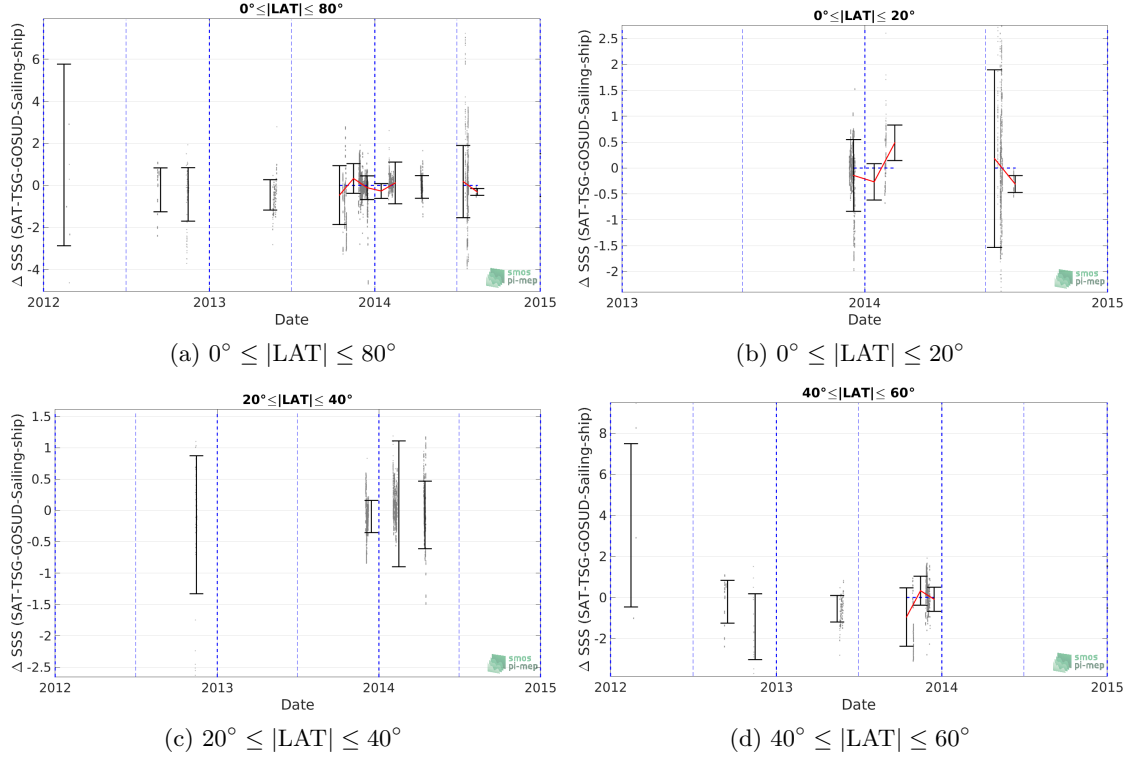 0°≤|LAT|≤ 80°
Δ SSS (SAT-TSG-GOSUD-Sailing-ship)
6
4
2
0
-2
-4
2012
2013
2014
2015
Date
smos
pi-mep
(a) 0° ≤ |LAT| ≤ 80°
0°≤|LAT|≤ 20°
Δ SSS (SAT-TSG-GOSUD-Sailing-ship)
2.5
2
1.5
1
0.5
0
-0.5
-1
-1.5
-2
2013
2014
2015
Date
smos
pi-mep
(b) 0° ≤ |LAT| ≤ 20°
20°≤|LAT|≤ 40°
Δ SSS (SAT-TSG-GOSUD-Sailing-ship)
1.5
1
0.5
0
-0.5
-1
-1.5
-2
-2.5
2012
2013
2014
2015
Date
smos
pi-mep
(c) 20° ≤ |LAT| ≤ 40°
40°≤|LAT|≤ 60°
Δ SSS (SAT-TSG-GOSUD-Sailing-ship)
8
6
4
2
0
-2
2012
2013
2014
2015
Date
smos
pi-mep
(d) 40° ≤ |LAT| ≤ 60°